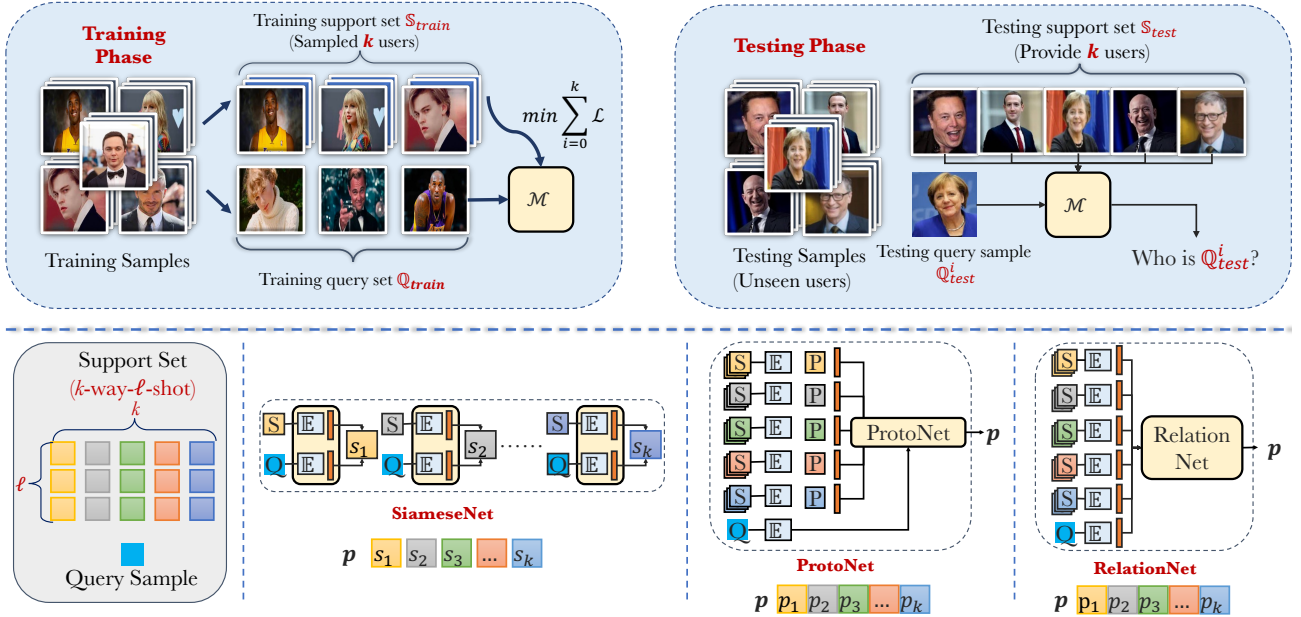 Training
Phase
Training support set 𝕊train
(Sampled k users)
min ∑ ℒ
k
i=0
ℳ
Training Samples
Training query set ℚtrain
Testing Phase
Testing support set 𝕊test
(Provide k users)
ℳ
Testing Samples
(Unseen users)
Testing query sample
ℚ^i_test
Who is ℚ^i_test?
Support Set
(k-way-ℓ-shot)
k
ℓ
Query Sample
S 𝔼 s1 S 𝔼 s2 ...... S 𝔼 sk
Q 𝔼 Q 𝔼 Q 𝔼
SiameseNet
p s1 s2 s3 ... sk
S 𝔼 P
S 𝔼 P
S 𝔼 P
S 𝔼 P
S 𝔼 P
Q 𝔼
ProtoNet
p
ProtoNet
p p1 p2 p3 ... pk
S 𝔼
S 𝔼
S 𝔼
S 𝔼
S 𝔼
Q 𝔼
Relation
Net
p
RelationNet
p p1 p2 p3 ... pk